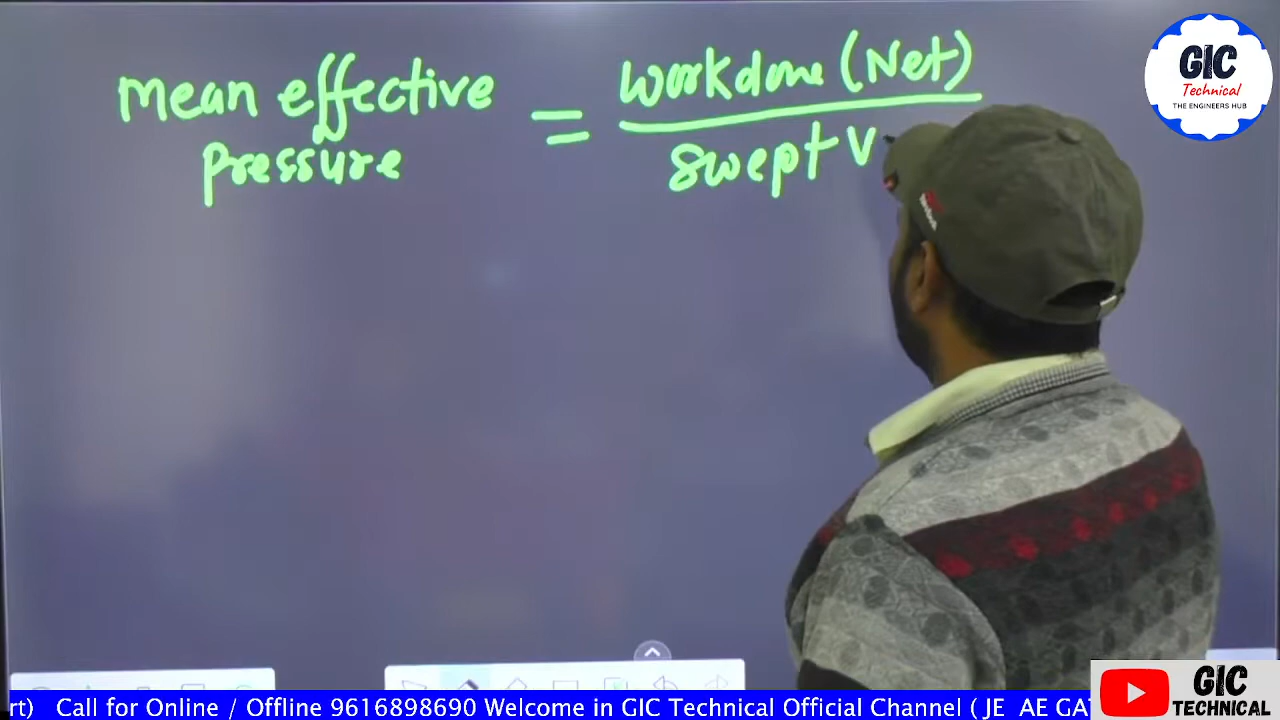 mean effective
pressure
=
workdone (Net)
swept V
GIC
Technical
THE ENGINEERS HUB
rt) Call for Online / Offline 9616898690 Welcome in GIC Technical Official Channel ( JE AE GA
GIC
TECHNICAL